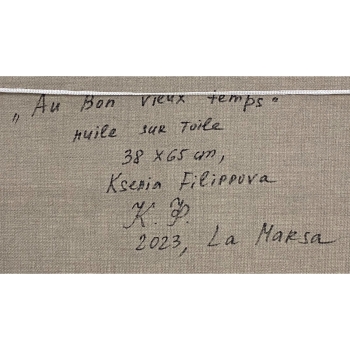 „Au Bon vieux temps"
huile sur Toile
38 x 65 cm,
Ksenia Filippova
К. Ф.
2023, La Marsa